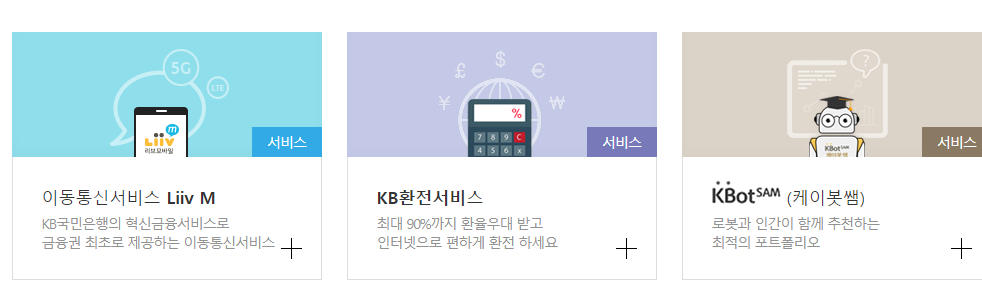 5G
LTE
m
Liiv
리브모바일
서비스
이동통신서비스 Liiv M
KB국민은행의 혁신금융서비스로
금융권 최초로 제공하는 이동통신서비스
£ $ €
¥ ₩
%
7 8 9 C
4 5 6 x
서비스
KB환전서비스
최대 90%까지 환율우대 받고
인터넷으로 편하게 환전 하세요
?
KBot SAM
케이봇쌤
서비스
KBot SAM (케이봇쌤)
로봇과 인간이 함께 추천하는
최적의 포트폴리오